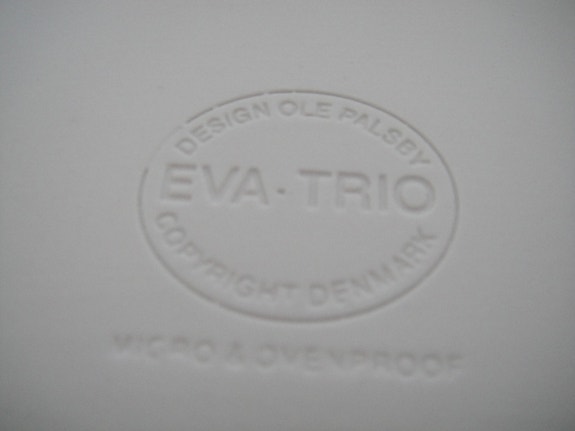 DESIGN OLE PALSBY
EVA·TRIO
COPYRIGHT DENMARK
MICRO & OVENPROOF